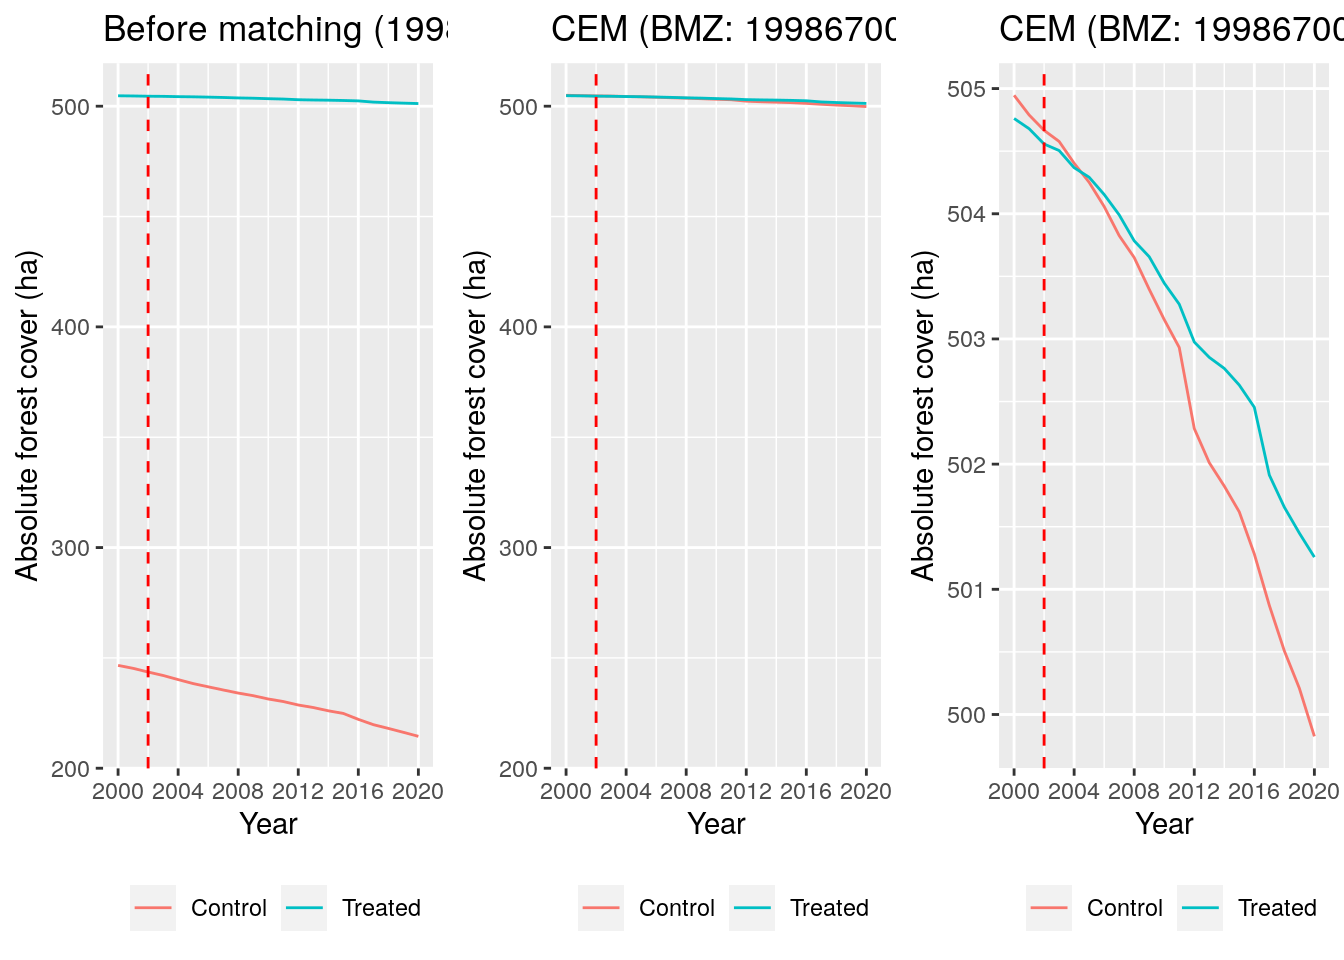 Before matching (1998
Absolute forest cover (ha)
500
400
300
200
2000 2004 2008 2012 2016 2020
Year
Control Treated
CEM (BMZ: 19986700
Absolute forest cover (ha)
500
400
300
200
2000 2004 2008 2012 2016 2020
Year
Control Treated
CEM (BMZ: 19986700
Absolute forest cover (ha)
505
504
503
502
501
500
2000 2004 2008 2012 2016 2020
Year
Control Treated